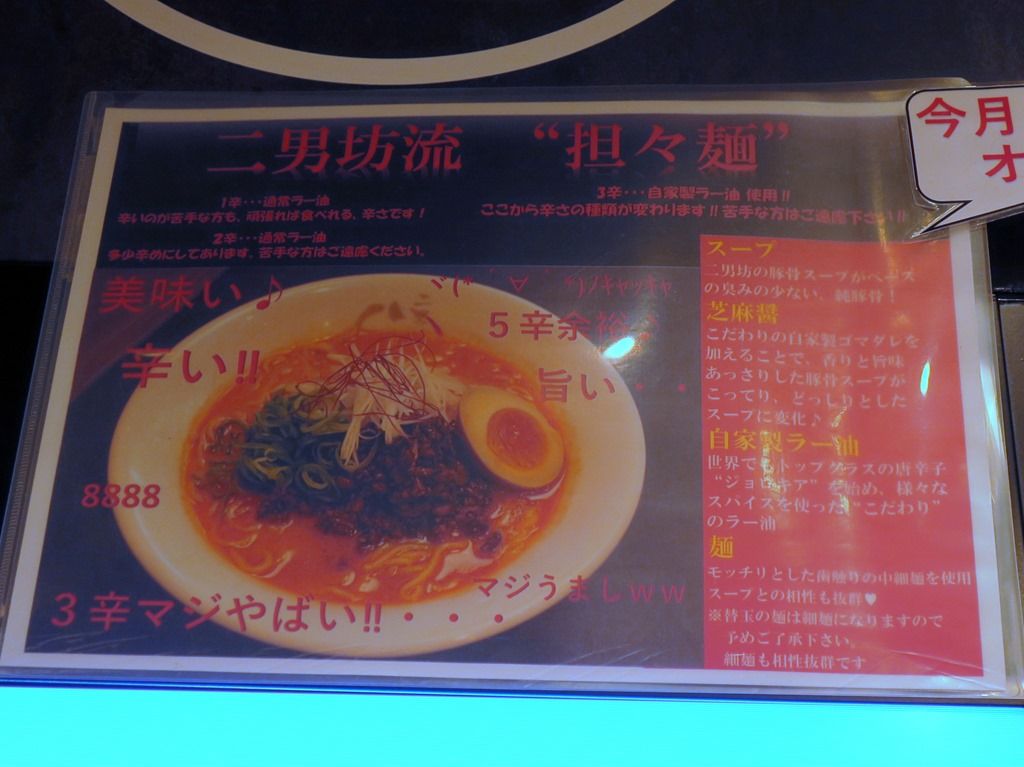 二男坊流 “担々麺”
今月
オ
1辛・・・通常ラー油
辛いのが苦手な方も、頑張れば食べれる、辛さです！
2辛・・・通常ラー油
多少辛めにしてあります。苦手な方はご遠慮ください。
3辛・・・自家製ラー油 使用!!
ここから辛さの種類が変わります!!苦手な方はご遠慮下さい!!
美味い♪
ヾ(*´∀｀*)ノキャッキャ
5辛余裕
辛い!!
旨い・・
8888
マジうましｗｗ
3辛マジやばい!!・・・
スープ
二男坊の豚骨スープがベース
の臭みの少ない、純豚骨！
芝麻醤
こだわりの自家製ゴマダレを
加えることで、香りと旨味
あっさりした豚骨スープが
こってり、どっしりとした
スープに変化♪
自家製ラー油
世界でもトップクラスの唐辛子
“ジョロキア”を始め、様々な
スパイスを使った“こだわり”
のラー油
麺
モッチリとした歯触りの中細麺を使用
スープとの相性も抜群♥
※替玉の麺は細麺になりますので
予めご了承下さい。
細麺も相性抜群です